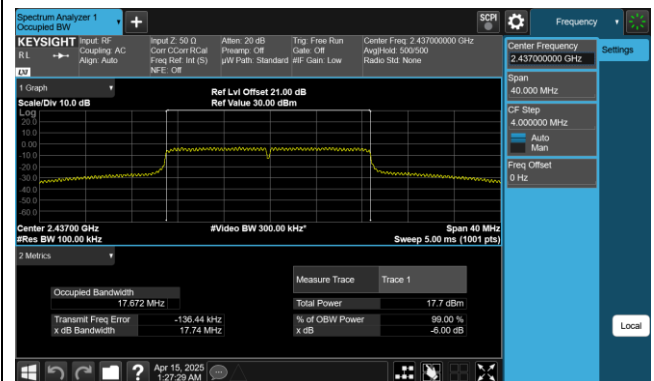 Spectrum Analyzer 1
Occupied BW
SCPI
Frequency
KEYSIGHT
RL
LXI
Input: RF
Coupling: AC
Align: Auto
Input Z: 50 Ω
Corr CCorr RCal
Freq Ref: Int (S)
NFE: Off
Atten: 20 dB
Preamp: Off
µW Path: Standard
Trig: Free Run
Gate: Off
#IF Gain: Low
Center Freq: 2.437000000 GHz
Avg|Hold: 500/500
Radio Std: None
Center Frequency
2.437000000 GHz
Settings
Span
40.000 MHz
CF Step
4.000000 MHz
Auto
Man
Freq Offset
0 Hz
Local
1 Graph
Scale/Div 10.0 dB
Ref Lvl Offset 21.00 dB
Ref Value 30.00 dBm
Log
20.0
10.0
0.00
-10.0
-20.0
-30.0
-40.0
-50.0
-60.0
Center 2.43700 GHz
#Res BW 100.00 kHz
#Video BW 300.00 kHz*
Span 40 MHz
Sweep 5.00 ms (1001 pts)
2 Metrics
Measure Trace Trace 1
Occupied Bandwidth
17.672 MHz
Total Power 17.7 dBm
Transmit Freq Error -136.44 kHz
% of OBW Power 99.00 %
x dB Bandwidth 17.74 MHz
x dB -6.00 dB
?
Apr 15, 2025
1:27:29 AM